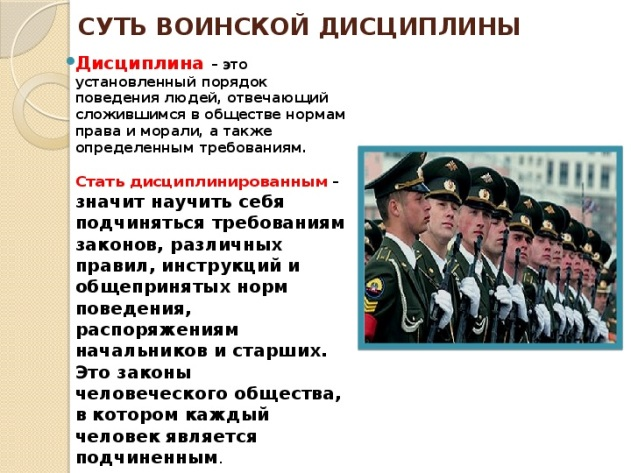 СУТЬ ВОИНСКОЙ ДИСЦИПЛИНЫ
Дисциплина – это
установленный порядок
поведения людей, отвечающий
сложившимся в обществе нормам
права и морали, а также
определенным требованиям.
Стать дисциплинированным –
значит научить себя
подчиняться требованиям
законов, различных
правил, инструкций и
общепринятых норм
поведения,
распоряжениям
начальников и старших.
Это законы
человеческого общества,
в котором каждый
человек является
подчиненным.